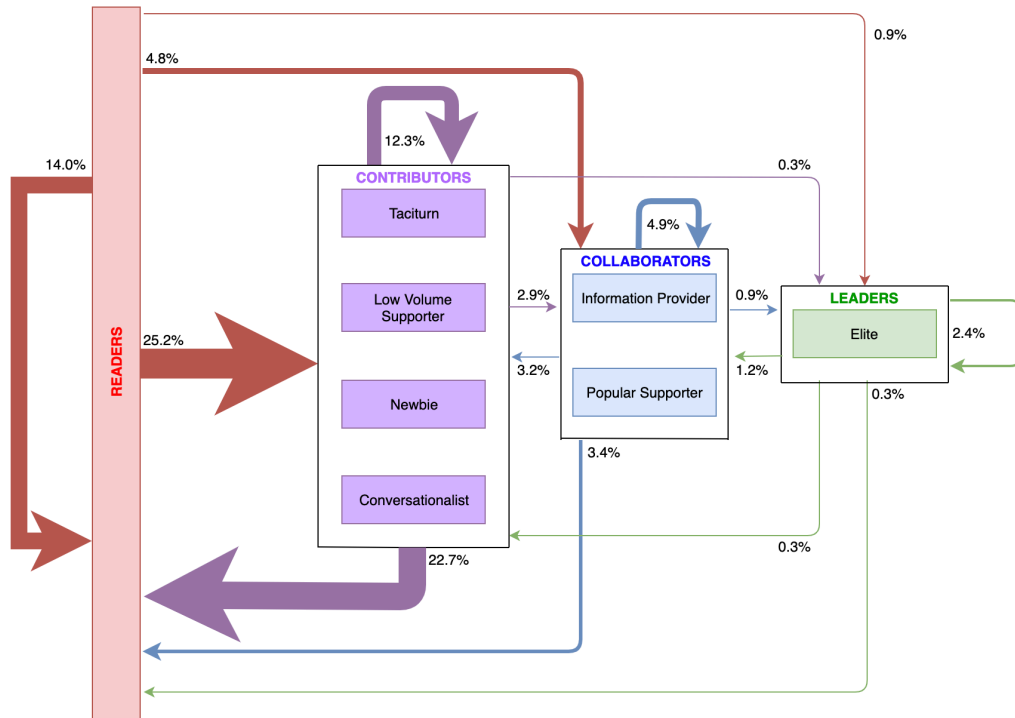 0.9%
4.8%
12.3%
14.0%
CONTRIBUTORS
0.3%
Taciturn
4.9%
COLLABORATORS
Information Provider
2.9%
0.9%
LEADERS
Low Volume
Supporter
Elite
2.4%
25.2%
READERS
3.2%
1.2%
Newbie
Popular Supporter
0.3%
3.4%
Conversationalist
22.7%
0.3%